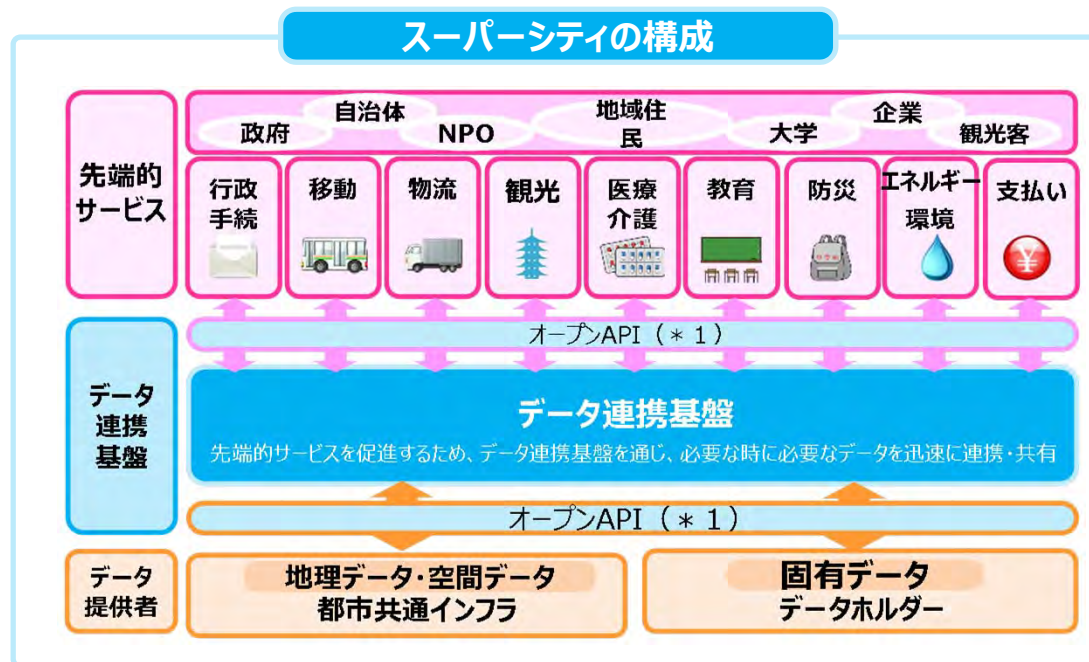 スーパーシティの構成
先端的
サービス
政府
自治体
NPO
地域住
民
大学
企業
観光客
行政
手続
移動
物流
観光
医療
介護
教育
防災
エネルギー
環境
支払い
オープンAPI（＊1）
データ
連携
基盤
データ連携基盤
先端的サービスを促進するため、データ連携基盤を通じ、必要な時に必要なデータを迅速に連携・共有
オープンAPI（＊1）
データ
提供者
地理データ・空間データ
都市共通インフラ
固有データ
データホルダー